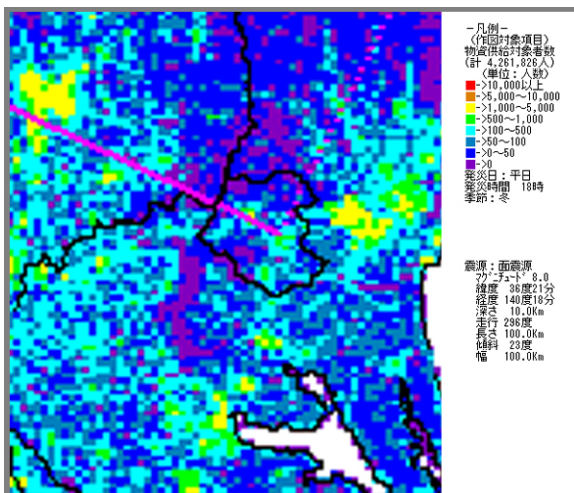 －凡例－
（作図対象項目）
物資供給対象者数
(計 4,261,826人)
（単位：人数）
->10,000以上
->5,000～10,000
->1,000～5,000
->500～1,000
->100～500
->50～100
->0～50
->0
発災日：平日
発災時間 18時
季節：冬
震源：面震源
ﾏｸﾞﾆﾁｭｰﾄﾞ 8.0
緯度 36度21分
経度 140度18分
深さ 10.0Km
走行 296度
長さ 100.0Km
傾斜 23度
幅 100.0Km